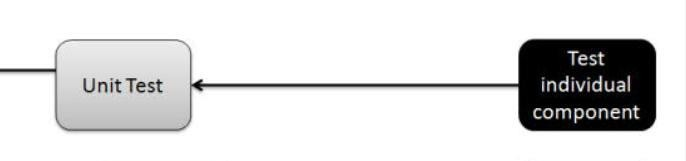 Unit Test
Test
individual
component